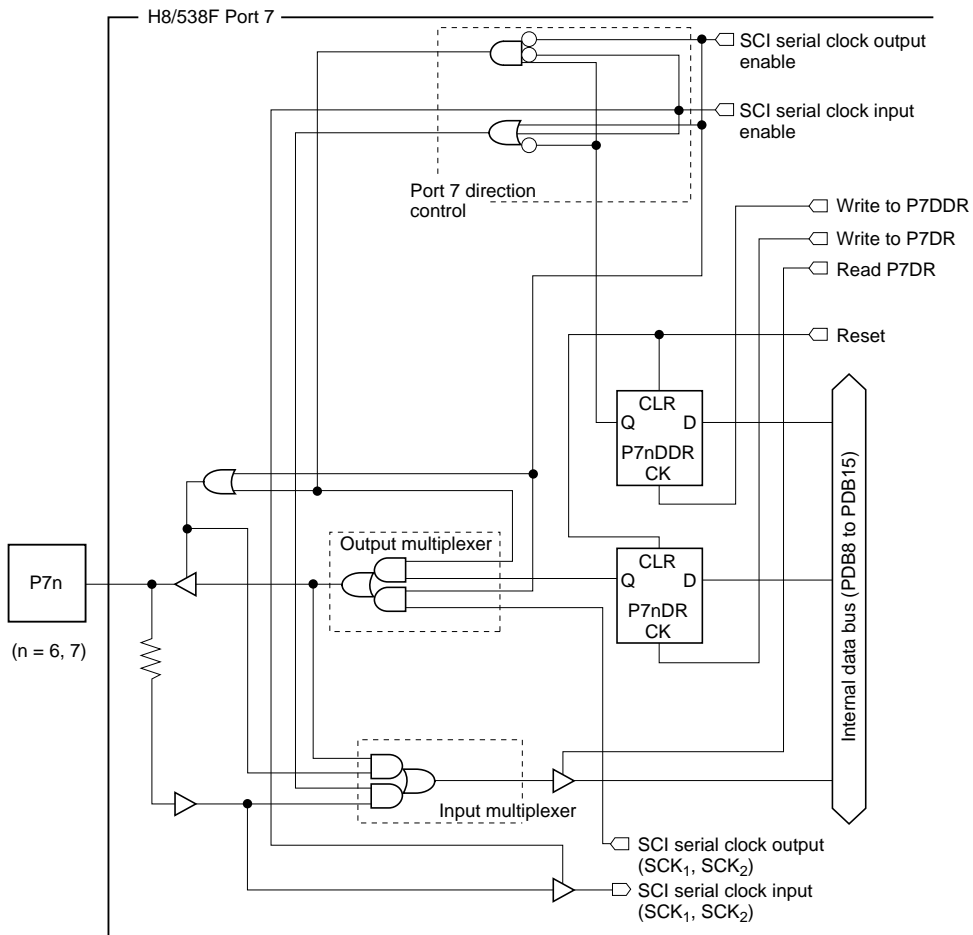 H8/538F Port 7
SCI serial clock output
enable
SCI serial clock input
enable
Port 7 direction
control
Write to P7DDR
Write to P7DR
Read P7DR
Reset
CLR
Q D
P7nDDR
CK
Output multiplexer
CLR
Q D
P7nDR
CK
P7n
(n = 6, 7)
Internal data bus (PDB8 to PDB15)
Input multiplexer
SCI serial clock output
(SCK₁, SCK₂)
SCI serial clock input
(SCK₁, SCK₂)